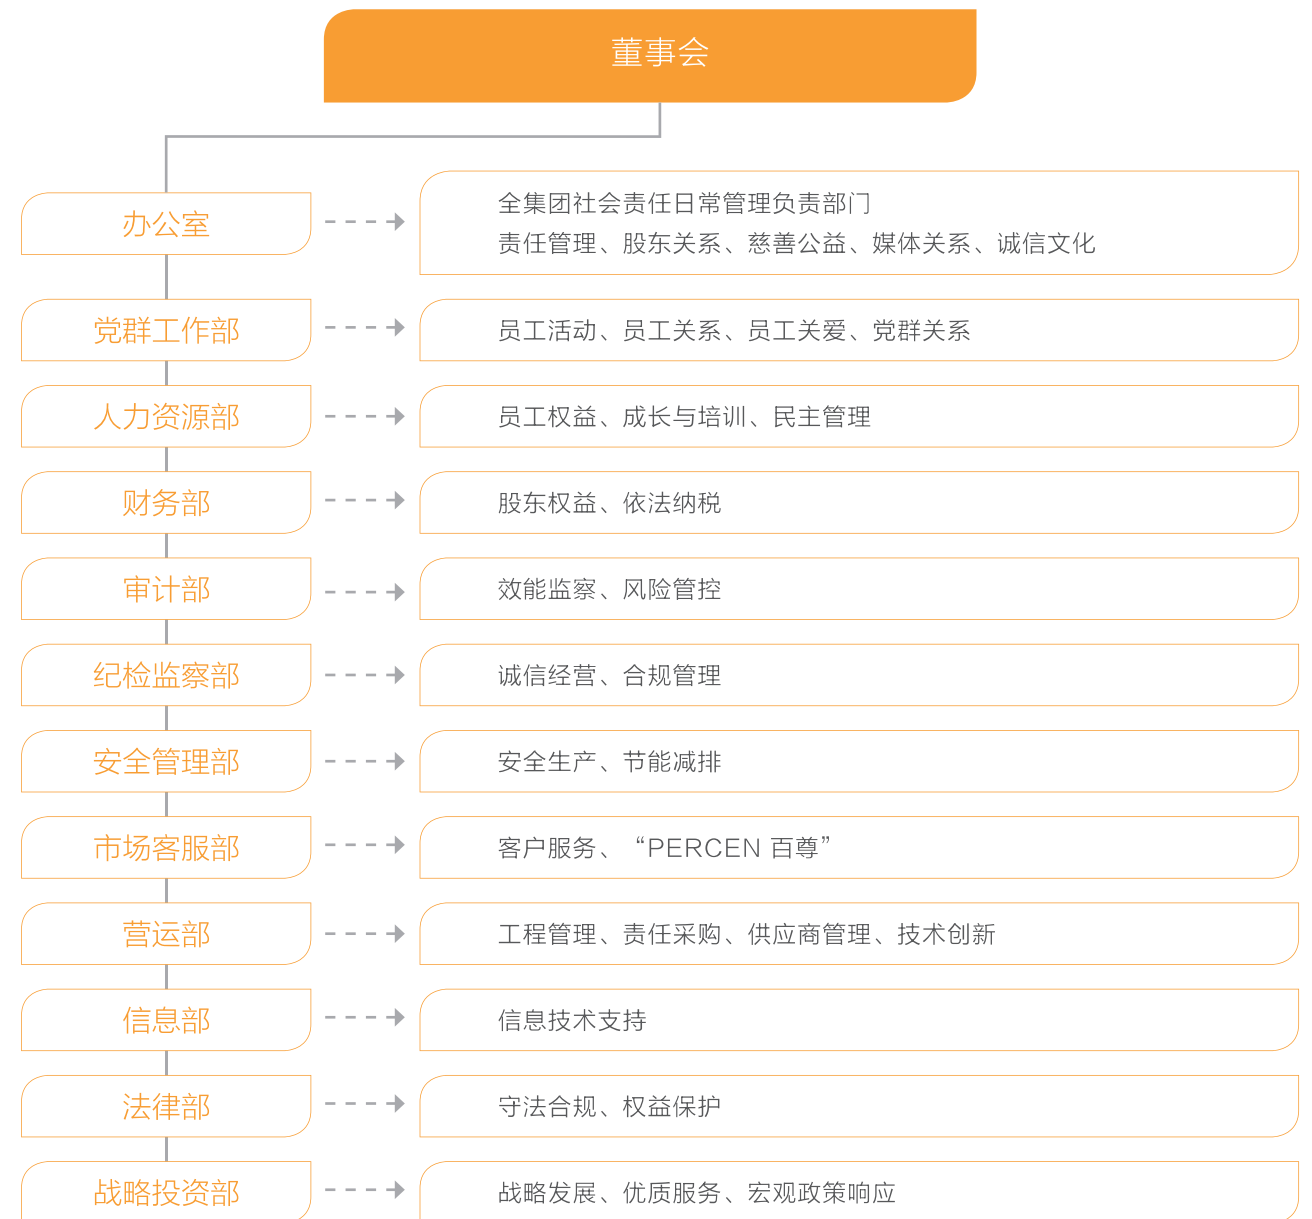 董事会
办公室
全集团社会责任日常管理负责部门
责任管理、股东关系、慈善公益、媒体关系、诚信文化
党群工作部
员工活动、员工关系、员工关爱、党群关系
人力资源部
员工权益、成长与培训、民主管理
财务部
股东权益、依法纳税
审计部
效能监察、风险管控
纪检监察部
诚信经营、合规管理
安全管理部
安全生产、节能减排
市场客服部
客户服务、“PERCEN 百尊”
营运部
工程管理、责任采购、供应商管理、技术创新
信息部
信息技术支持
法律部
守法合规、权益保护
战略投资部
战略发展、优质服务、宏观政策响应